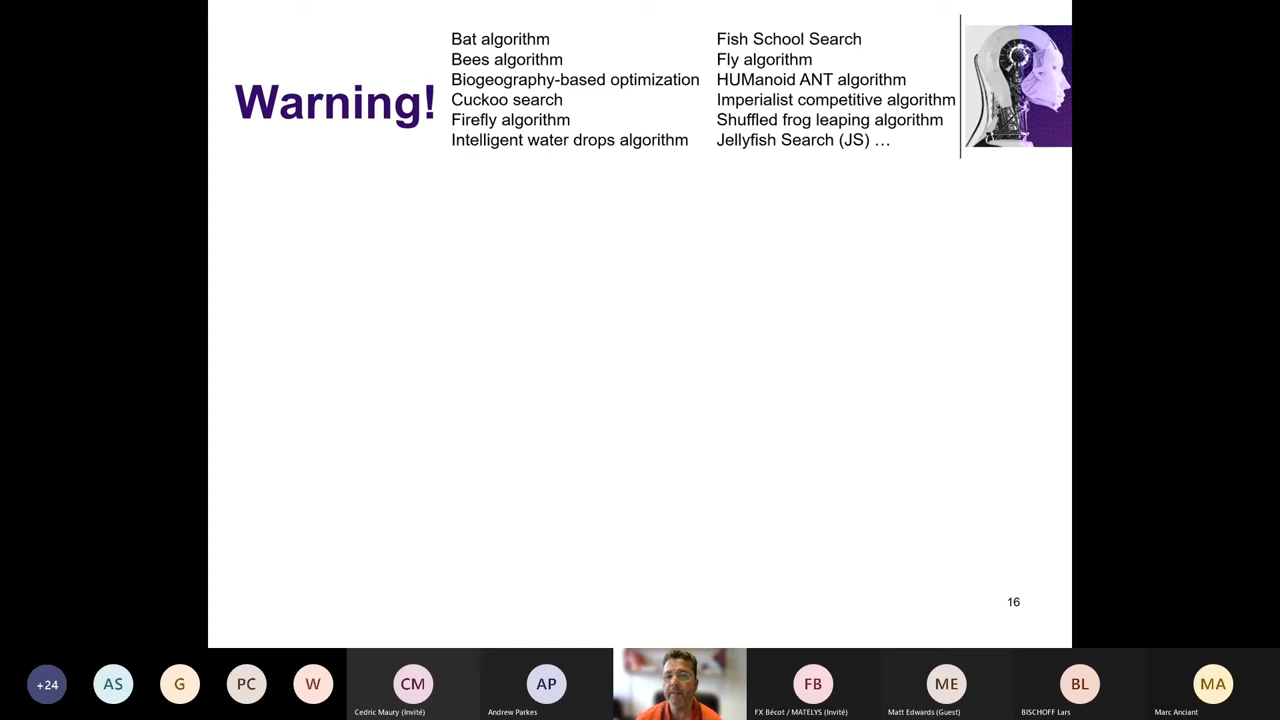 Warning!
Bat algorithm
Bees algorithm
Biogeography-based optimization
Cuckoo search
Firefly algorithm
Intelligent water drops algorithm
Fish School Search
Fly algorithm
HUManoid ANT algorithm
Imperialist competitive algorithm
Shuffled frog leaping algorithm
Jellyfish Search (JS) …
16
+24
AS
G
PC
W
CM
Cedric Maury (Invité)
AP
Andrew Parkes
FB
FX Bécot / MATELYS (Invité)
ME
Matt Edwards (Guest)
BL
BISCHOFF Lars
MA
Marc Anciant